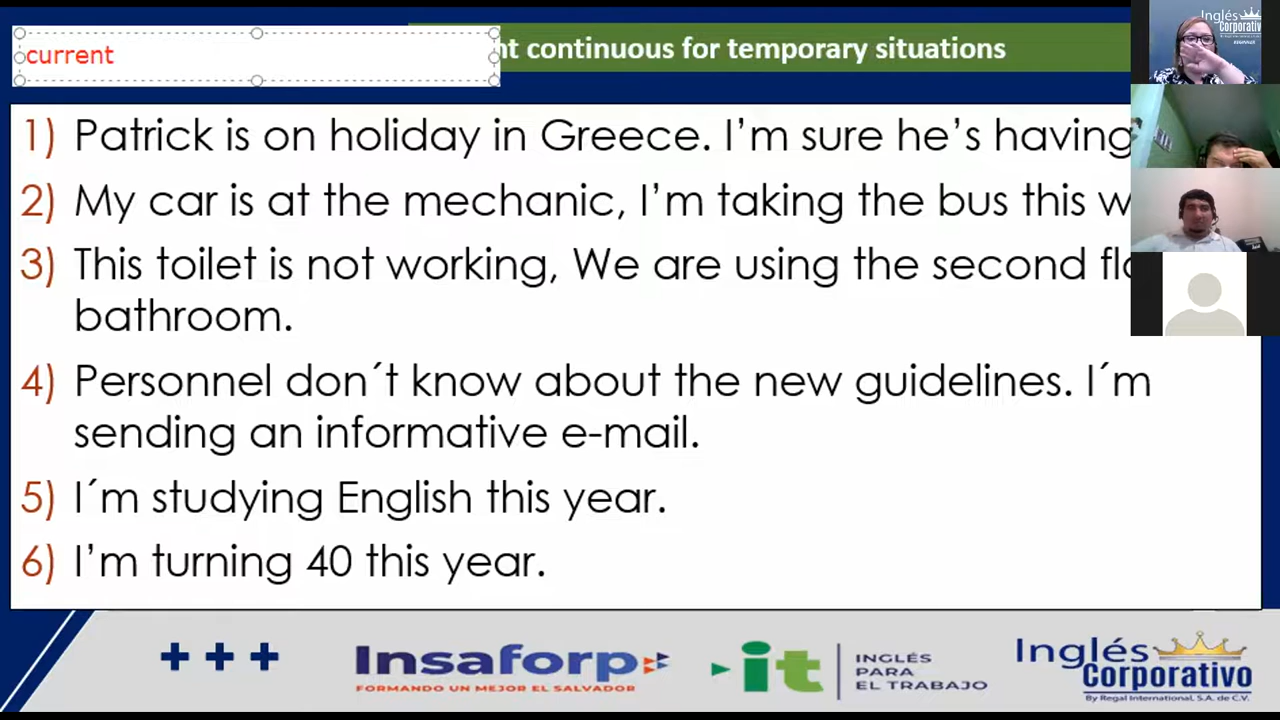 current
nt continuous for temporary situations
1) Patrick is on holiday in Greece. I’m sure he’s having
2) My car is at the mechanic, I’m taking the bus this
3) This toilet is not working, We are using the second
bathroom.
4) Personnel don´t know about the new guidelines. I´m
sending an informative e-mail.
5) I´m studying English this year.
6) I’m turning 40 this year.
+++
Insaforp
FORMANDO UN MEJOR EL SALVADOR
it
INGLÉS
PARA
EL TRABAJO
Inglés
Corporativo
By Regal International, S.A. de C.V.
Inglés
Corporativo